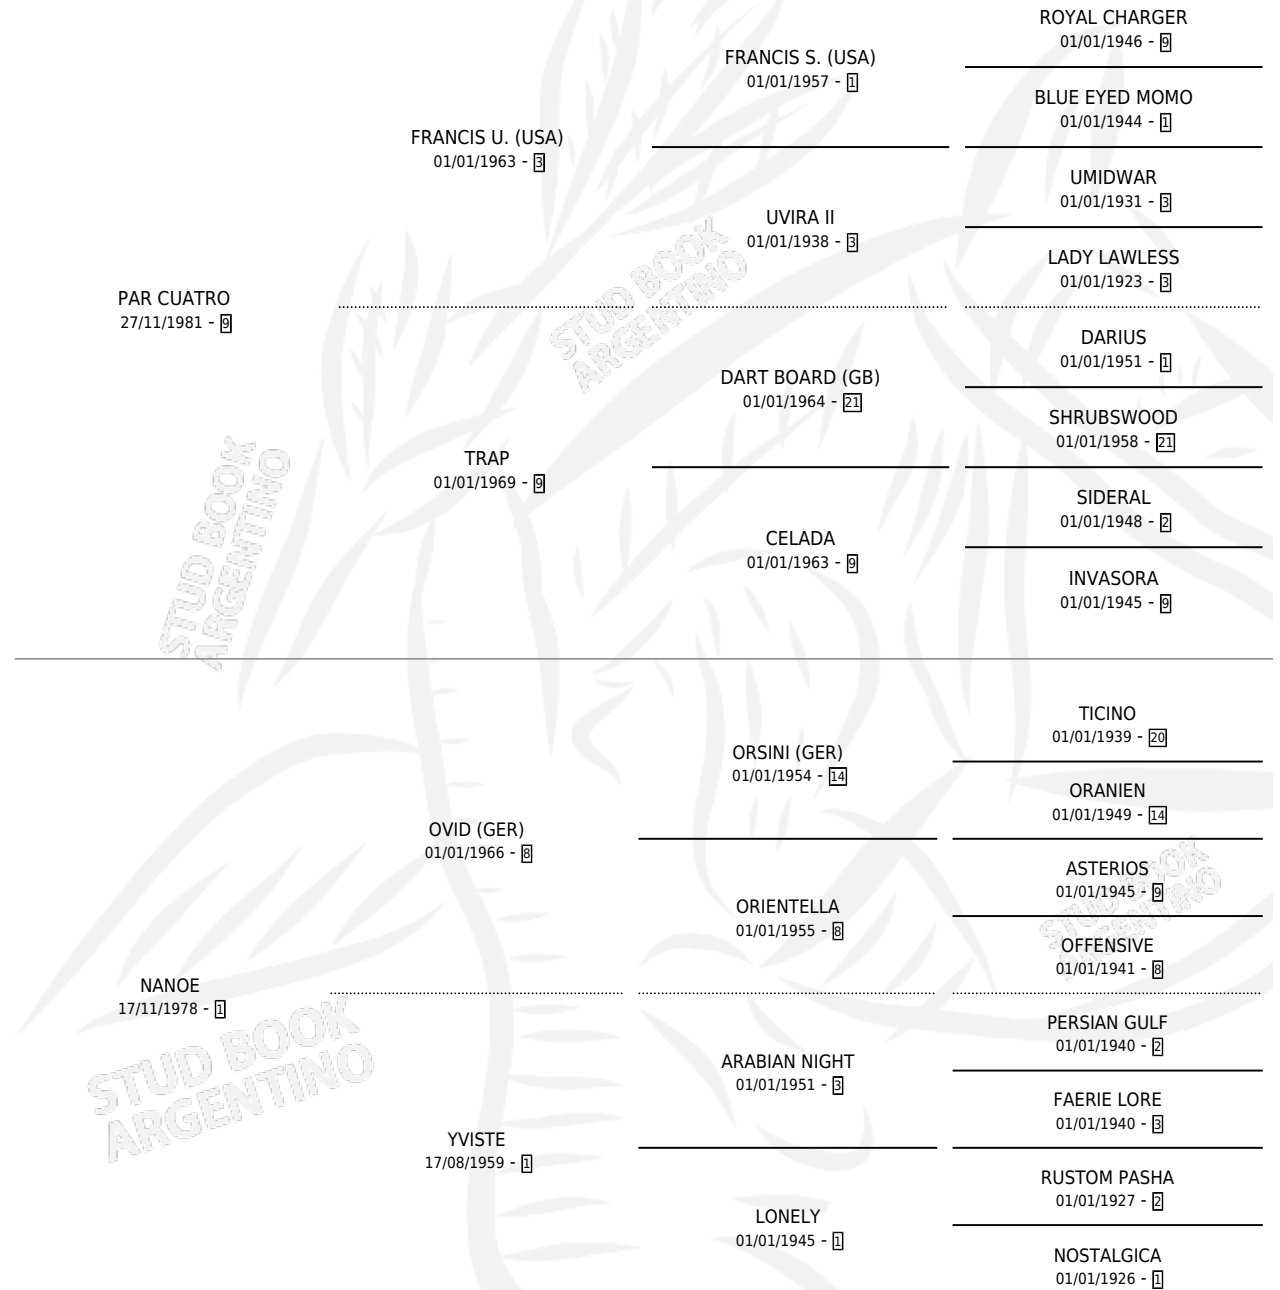 ROYAL CHARGER
01/01/1946 - 9
FRANCIS S. (USA)
01/01/1957 - 1
BLUE EYED MOMO
01/01/1944 - 1
FRANCIS U. (USA)
01/01/1963 - 3
UMIDWAR
01/01/1931 - 3
UVIRA II
01/01/1938 - 3
LADY LAWLESS
01/01/1923 - 3
PAR CUATRO
27/11/1981 - 9
DARIUS
01/01/1951 - 1
DART BOARD (GB)
01/01/1964 - 21
SHRUBSWOOD
01/01/1958 - 21
TRAP
01/01/1969 - 9
SIDERAL
01/01/1948 - 2
CELADA
01/01/1963 - 9
INVASORA
01/01/1945 - 9
STUD BOOK
ARGENTINO
STUD BOOK
ARGENTINO
TICINO
01/01/1939 - 20
ORSINI (GER)
01/01/1954 - 14
ORANIEN
01/01/1949 - 14
OVID (GER)
01/01/1966 - 8
ASTERIOS
01/01/1945 - 9
ORIENTELLA
01/01/1955 - 8
OFFENSIVE
01/01/1941 - 8
NANOE
17/11/1978 - 1
PERSIAN GULF
01/01/1940 - 2
ARABIAN NIGHT
01/01/1951 - 3
FAERIE LORE
01/01/1940 - 3
YVISTE
17/08/1959 - 1
RUSTOM PASHA
01/01/1927 - 2
LONELY
01/01/1945 - 1
NOSTALGICA
01/01/1926 - 1
STUD BOOK
ARGENTINO
STUD BOOK
ARGENTINO